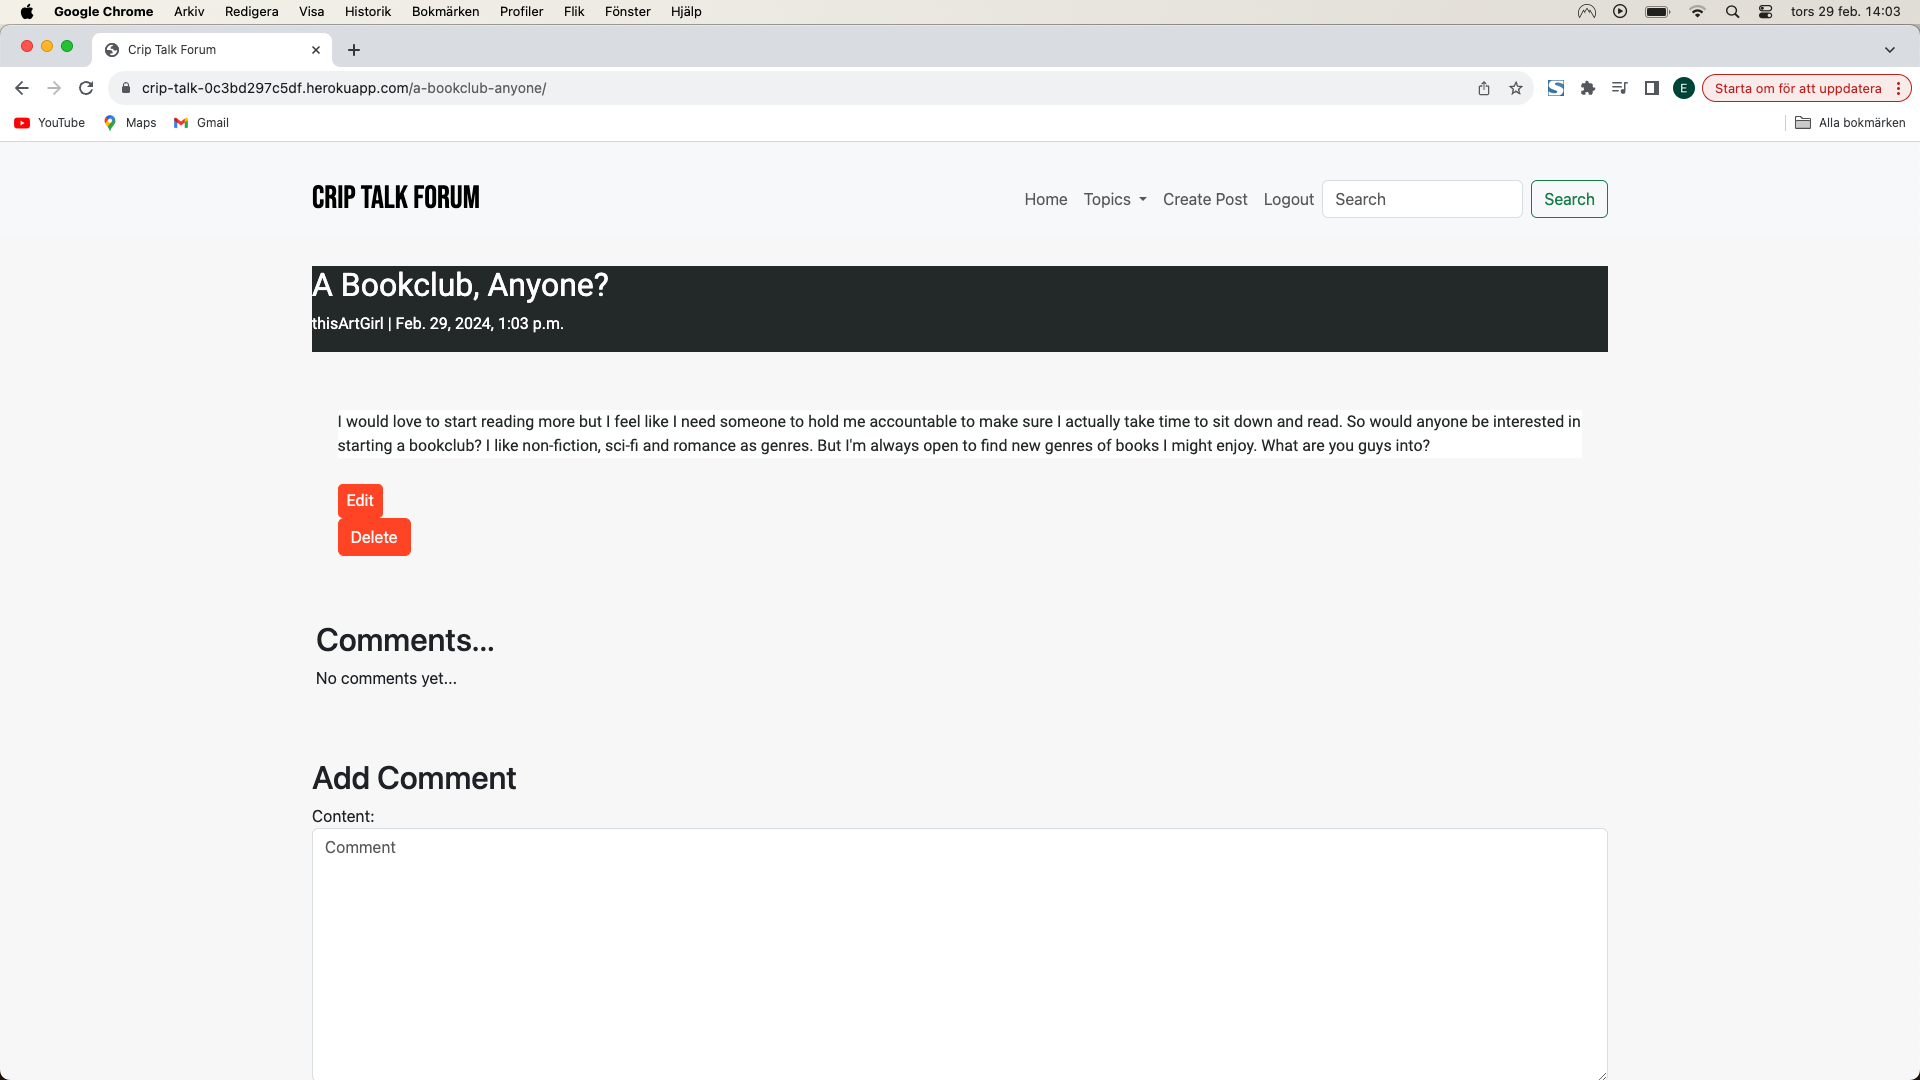 Google Chrome Arkiv Redigera Visa Historik Bokmärken Profiler Flik Fönster Hjälp tors 29 feb. 14:03
Crip Talk Forum
crip-talk-0c3bd297c5df.herokuapp.com/a-bookclub-anyone/ E Starta om för att uppdatera
YouTube Maps Gmail Alla bokmärken
CRIP TALK FORUM Home Topics Create Post Logout Search Search
A Bookclub, Anyone?
thisArtGirl | Feb. 29, 2024, 1:03 p.m.
I would love to start reading more but I feel like I need someone to hold me accountable to make sure I actually take time to sit down and read. So would anyone be interested in
starting a bookclub? I like non-fiction, sci-fi and romance as genres. But I'm always open to find new genres of books I might enjoy. What are you guys into?
Edit
Delete
Comments...
No comments yet...
Add Comment
Content:
Comment